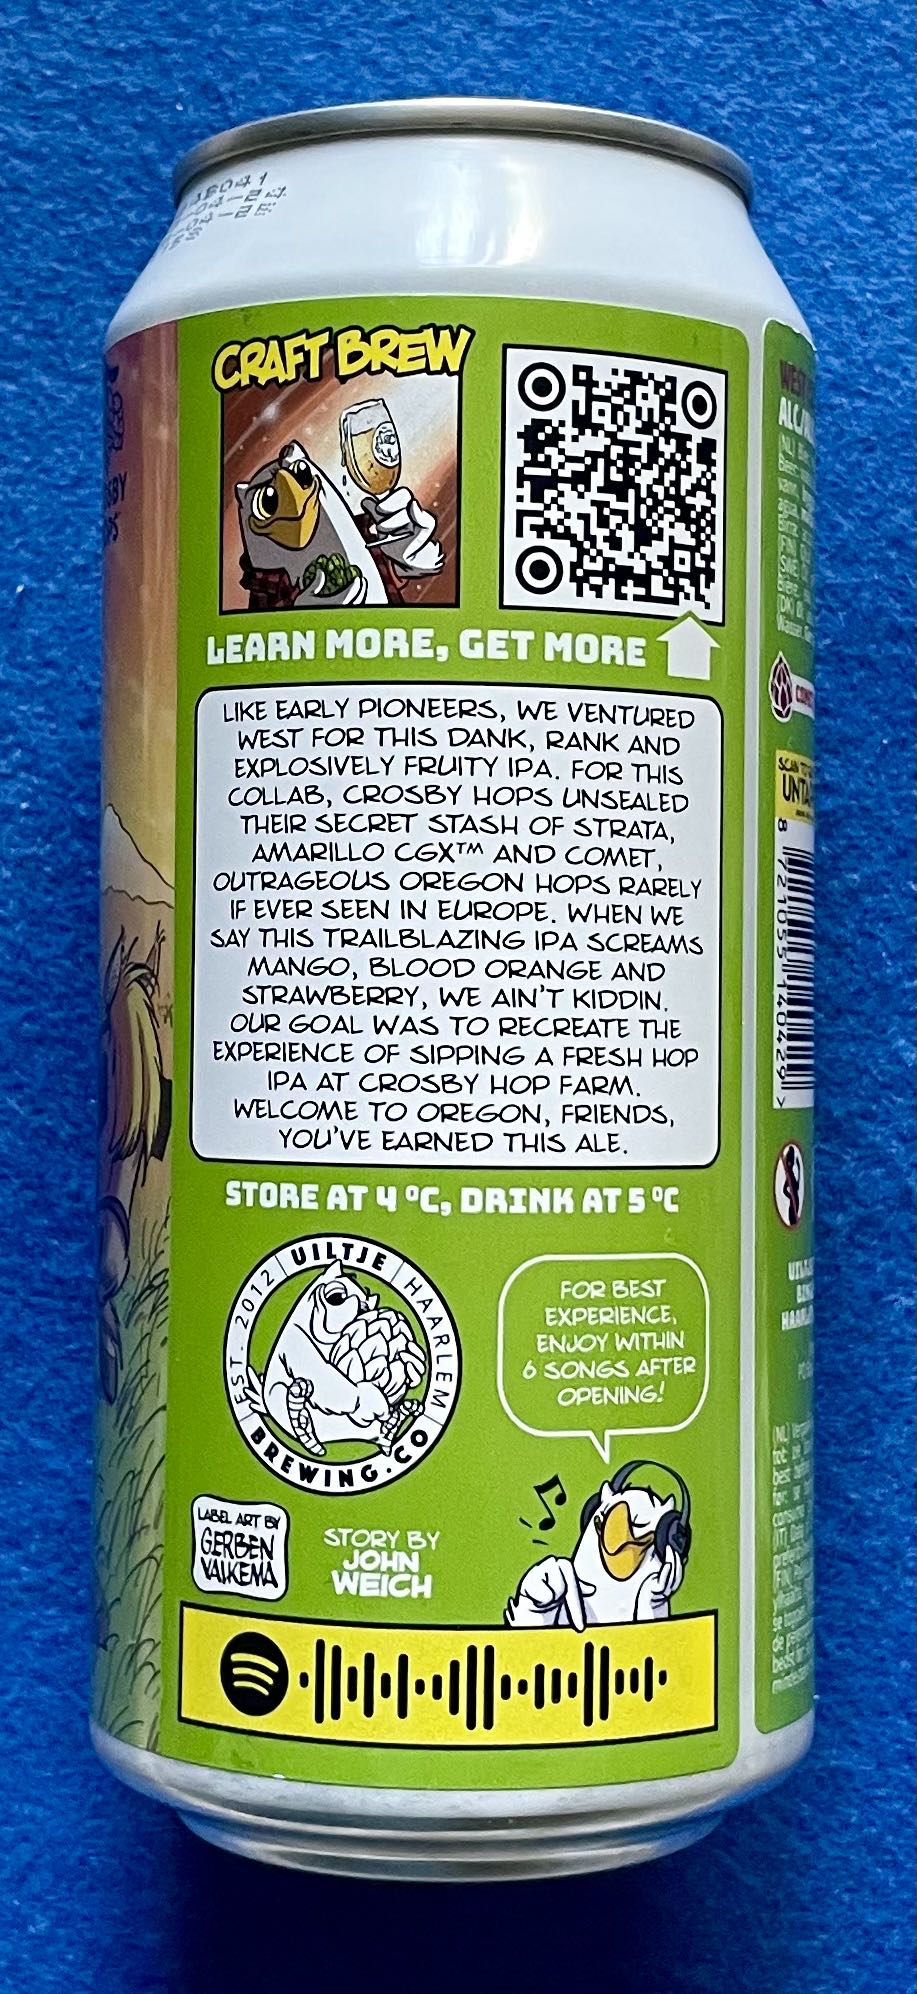 CRAFT BREW
LEARN MORE, GET MORE
LIKE EARLY PIONEERS, WE VENTURED
WEST FOR THIS DANK, RANK AND
EXPLOSIVELY FRUITY IPA. FOR THIS
COLLAB, CROSBY HOPS UNSEALED
THEIR SECRET STASH OF STRATA,
AMARILLO CGX™ AND COMET,
OUTRAGEOUS OREGON HOPS RARELY
IF EVER SEEN IN EUROPE. WHEN WE
SAY THIS TRAILBLAZING IPA SCREAMS
MANGO, BLOOD ORANGE AND
STRAWBERRY, WE AIN'T KIDDIN.
OUR GOAL WAS TO RECREATE THE
EXPERIENCE OF SIPPING A FRESH HOP
IPA AT CROSBY HOP FARM.
WELCOME TO OREGON, FRIENDS,
YOU'VE EARNED THIS ALE.
STORE AT 4 ºC, DRINK AT 5 ºC
EST. 2012 | UILTJE | HAARLEM
BREWING.CO
FOR BEST
EXPERIENCE,
ENJOY WITHIN
6 SONGS AFTER
OPENING!
LABEL ART BY
GERBEN
VALKEMA
STORY BY
JOHN
WEICH
8 721055 140429 >